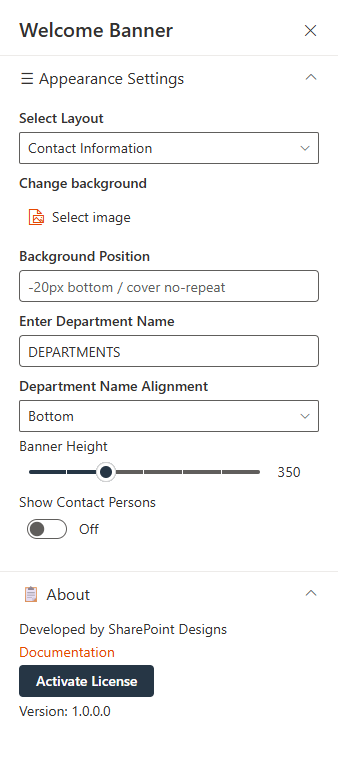 Welcome Banner
Appearance Settings
Select Layout
Contact Information
Change background
Select image
Background Position
-20px bottom / cover no-repeat
Enter Department Name
DEPARTMENTS
Department Name Alignment
Bottom
Banner Height
350
Show Contact Persons
Off
About
Developed by SharePoint Designs
Documentation
Activate License
Version: 1.0.0.0